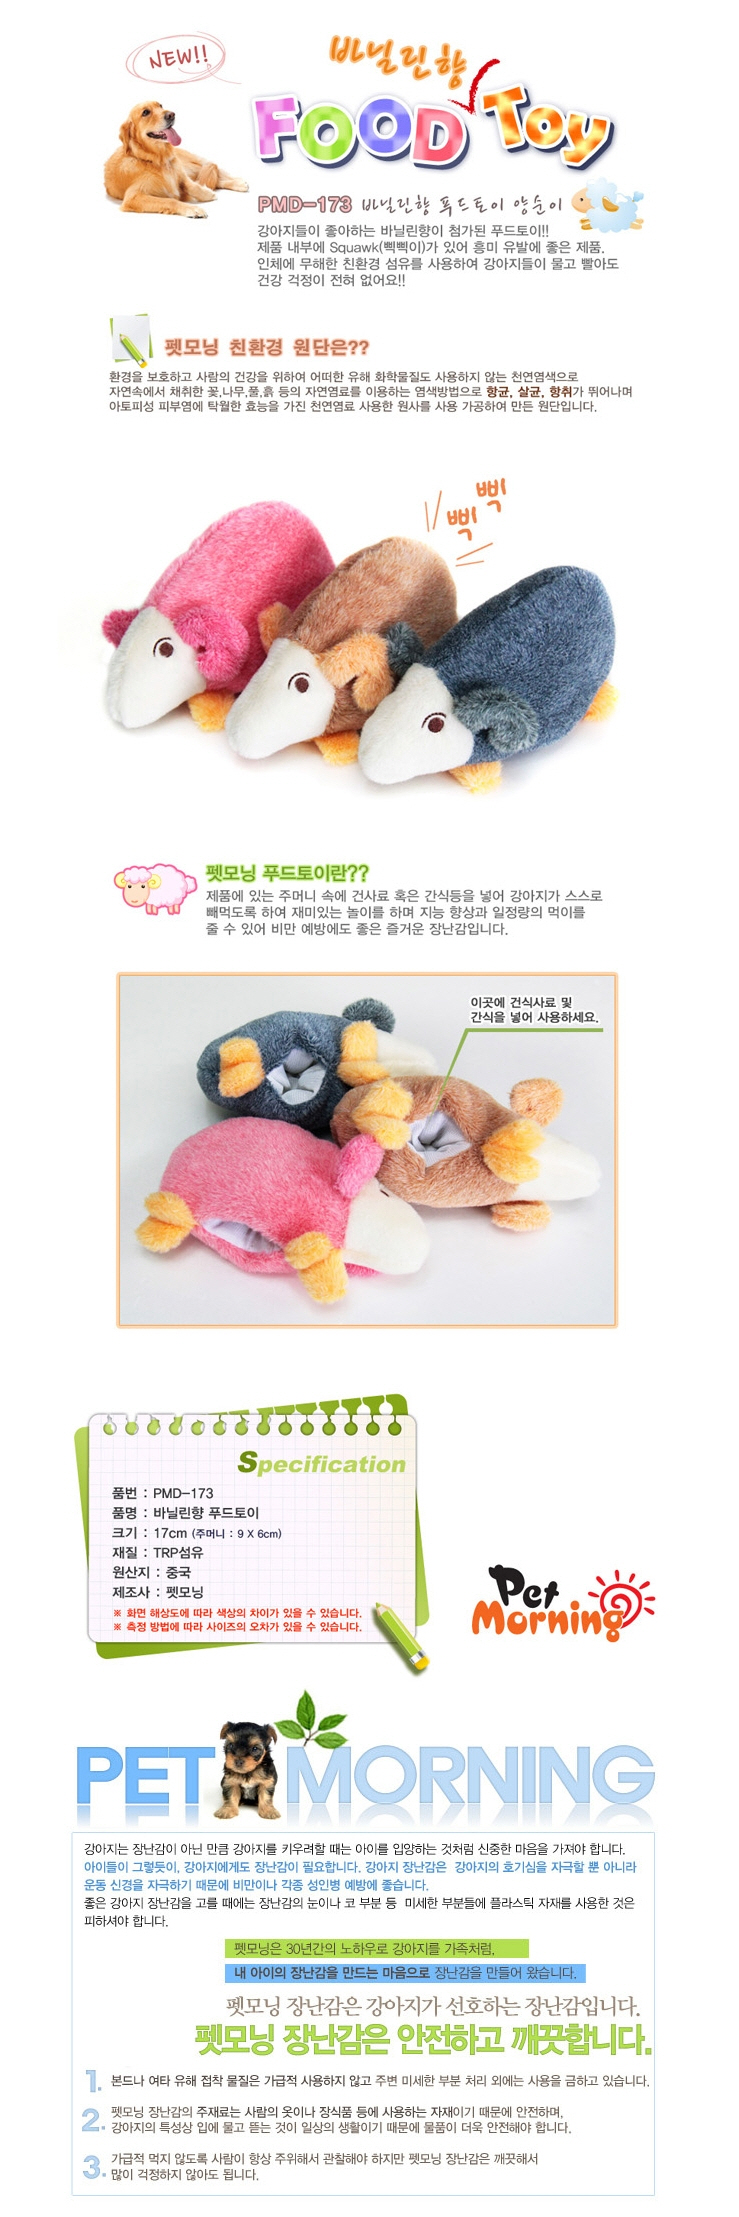 NEW!!
바닐린향
FOOD Toy
PMD-173 바닐린향 푸드토이 양순이
강아지들이 좋아하는 바닐린향이 첨가된 푸드토이!!
제품 내부에 Squawk(삑삑이)가 있어 흥미 유발에 좋은 제품.
인체에 무해한 친환경 섬유를 사용하여 강아지들이 물고 빨아도
건강 걱정이 전혀 없어요!!
펫모닝 친환경 원단은??
환경을 보호하고 사람의 건강을 위하여 어떠한 유해 화학물질도 사용하지 않는 천연염색으로
자연속에서 채취한 꽃,나무,풀,흙 등의 자연염료를 이용하는 염색방법으로 항균, 살균, 항취가 뛰어나며
아토피성 피부염에 탁월한 효능을 가진 천연염료 사용한 원사를 사용 가공하여 만든 원단입니다.
삑 삑
펫모닝 푸드토이란??
제품에 있는 주머니 속에 건사료 혹은 간식등을 넣어 강아지가 스스로
빼먹도록 하여 재미있는 놀이를 하며 지능 향상과 일정량의 먹이를
줄 수 있어 비만 예방에도 좋은 즐거운 장난감입니다.
이곳에 건식사료 및
간식을 넣어 사용하세요.
Specification
품번 : PMD-173
품명 : 바닐린향 푸드토이
크기 : 17cm (주머니 : 9 X 6cm)
재질 : TRP섬유
원산지 : 중국
제조사 : 펫모닝
※ 화면 해상도에 따라 색상의 차이가 있을 수 있습니다.
※ 측정 방법에 따라 사이즈의 오차가 있을 수 있습니다.
Pet
Morning
PET MORNING
강아지는 장난감이 아닌 만큼 강아지를 키우려할 때는 아이를 입양하는 것처럼 신중한 마음을 가져야 합니다.
아이들이 그렇듯이, 강아지에게도 장난감이 필요합니다. 강아지 장난감은 강아지의 호기심을 자극할 뿐 아니라
운동 신경을 자극하기 때문에 비만이나 각종 성인병 예방에 좋습니다.
좋은 강아지 장난감을 고를 때에는 장난감의 눈이나 코 부분 등 미세한 부분들에 플라스틱 자재를 사용한 것은
피하셔야 합니다.
펫모닝은 30년간의 노하우로 강아지를 가족처럼,
내 아이의 장난감을 만드는 마음으로 장난감을 만들어 왔습니다.
펫모닝 장난감은 강아지가 선호하는 장난감입니다.
펫모닝 장난감은 안전하고 깨끗합니다.
1. 본드나 여타 유해 접착 물질은 가급적 사용하지 않고 주변 미세한 부분 처리 외에는 사용을 금하고 있습니다.
2. 펫모닝 장난감의 주재료는 사람의 옷이나 장식품 등에 사용하는 자재이기 때문에 안전하며,
강아지의 특성상 입에 물고 뜯는 것이 일상의 생활이기 때문에 물품이 더욱 안전해야 합니다.
3. 가급적 먹지 않도록 사람이 항상 주위해서 관찰해야 하지만 펫모닝 장난감은 깨끗해서
많이 걱정하지 않아도 됩니다.